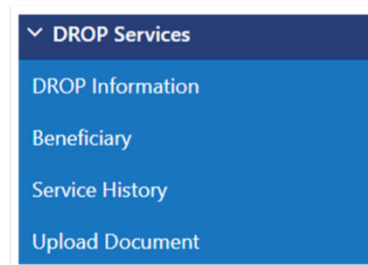 DROP Services
DROP Information
Beneficiary
Service History
Upload Document